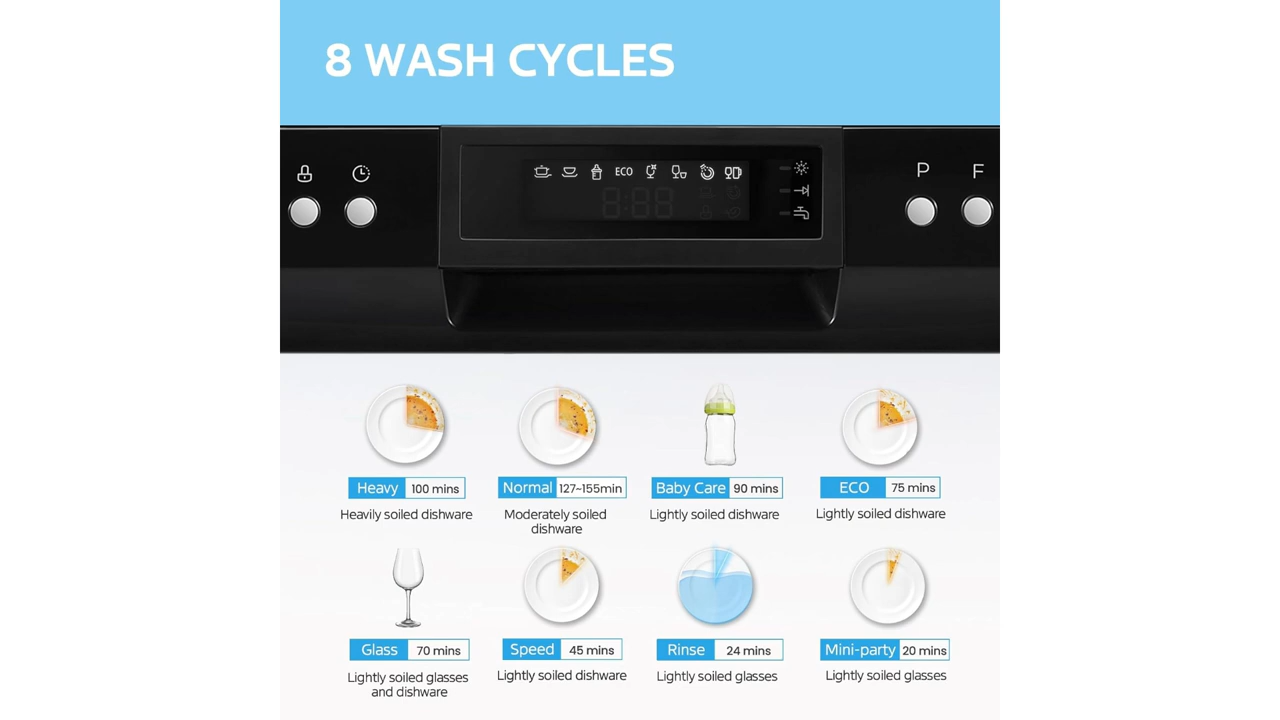 8 WASH CYCLES
P F
ECO
8:88
Heavy 100 mins
Heavily soiled dishware
Normal 127~155min
Moderately soiled
dishware
Baby Care 90 mins
Lightly soiled dishware
ECO 75 mins
Lightly soiled dishware
Glass 70 mins
Lightly soiled glasses
and dishware
Speed 45 mins
Lightly soiled dishware
Rinse 24 mins
Lightly soiled glasses
Mini-party 20 mins
Lightly soiled glasses